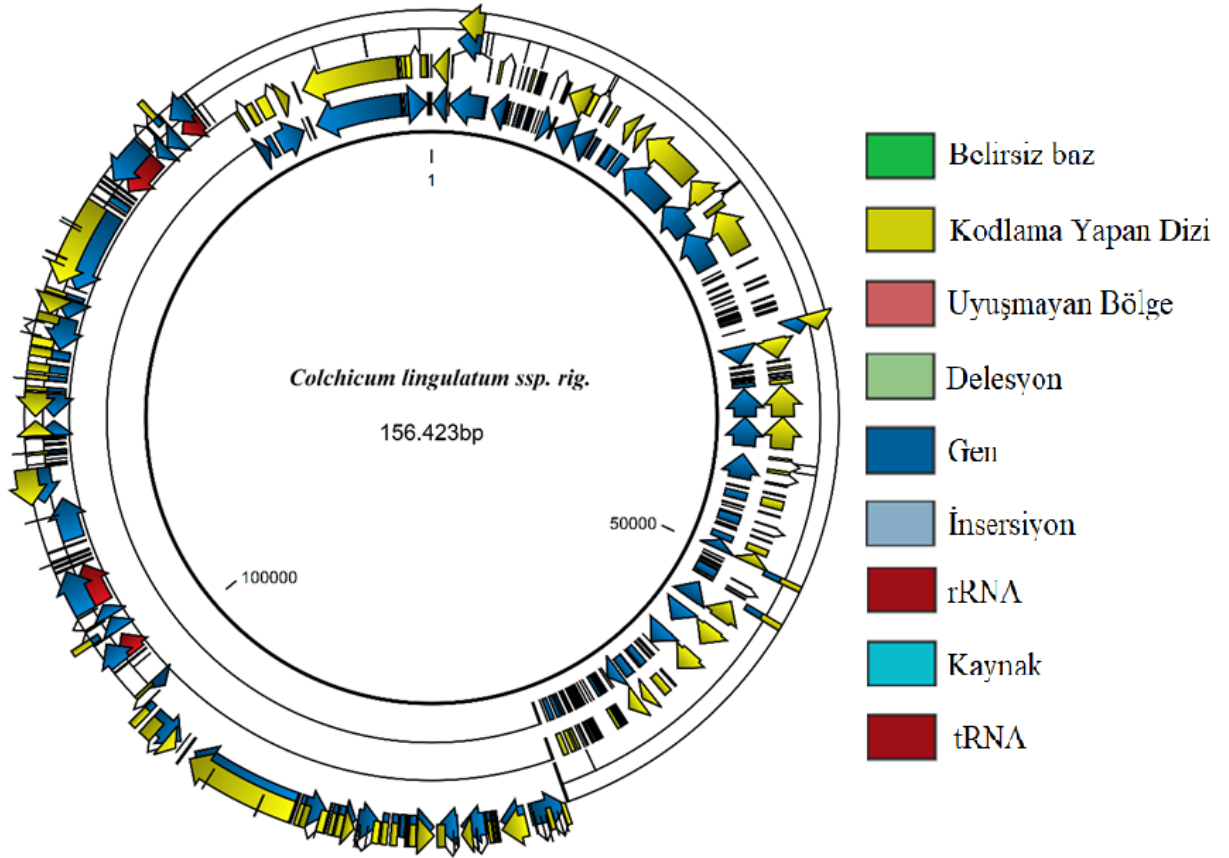 1
Colchicum lingulatum ssp. rig.
156.423bp
50000
100000
Belirsiz baz
Kodlama Yapan Dizi
Uyuşmayan Bölge
Delesyon
Gen
İnsersiyon
rRNA
Kaynak
tRNA